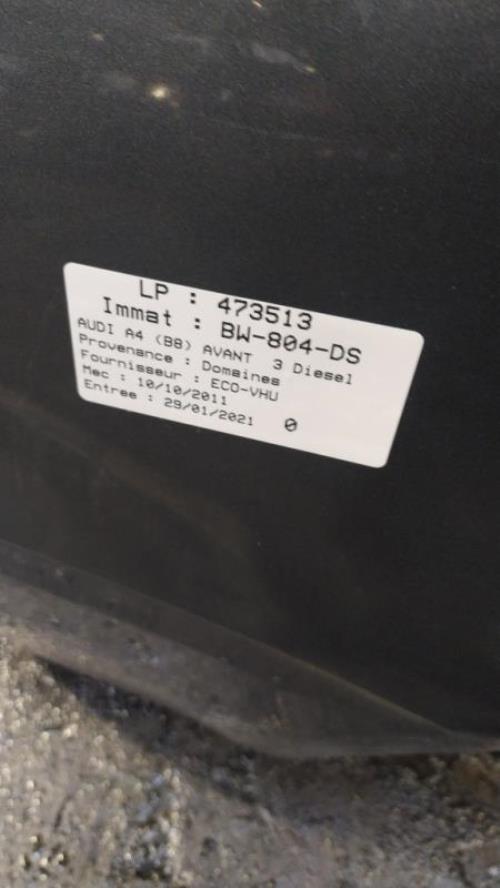 LP : 473513
Immat : BW-804-DS
AUDI A4 (B8) AVANT 3 Diesel
Provenance : Domaines
Fournisseur : ECO-VHU
Mec : 10/10/2011
Entree : 29/01/2021 0